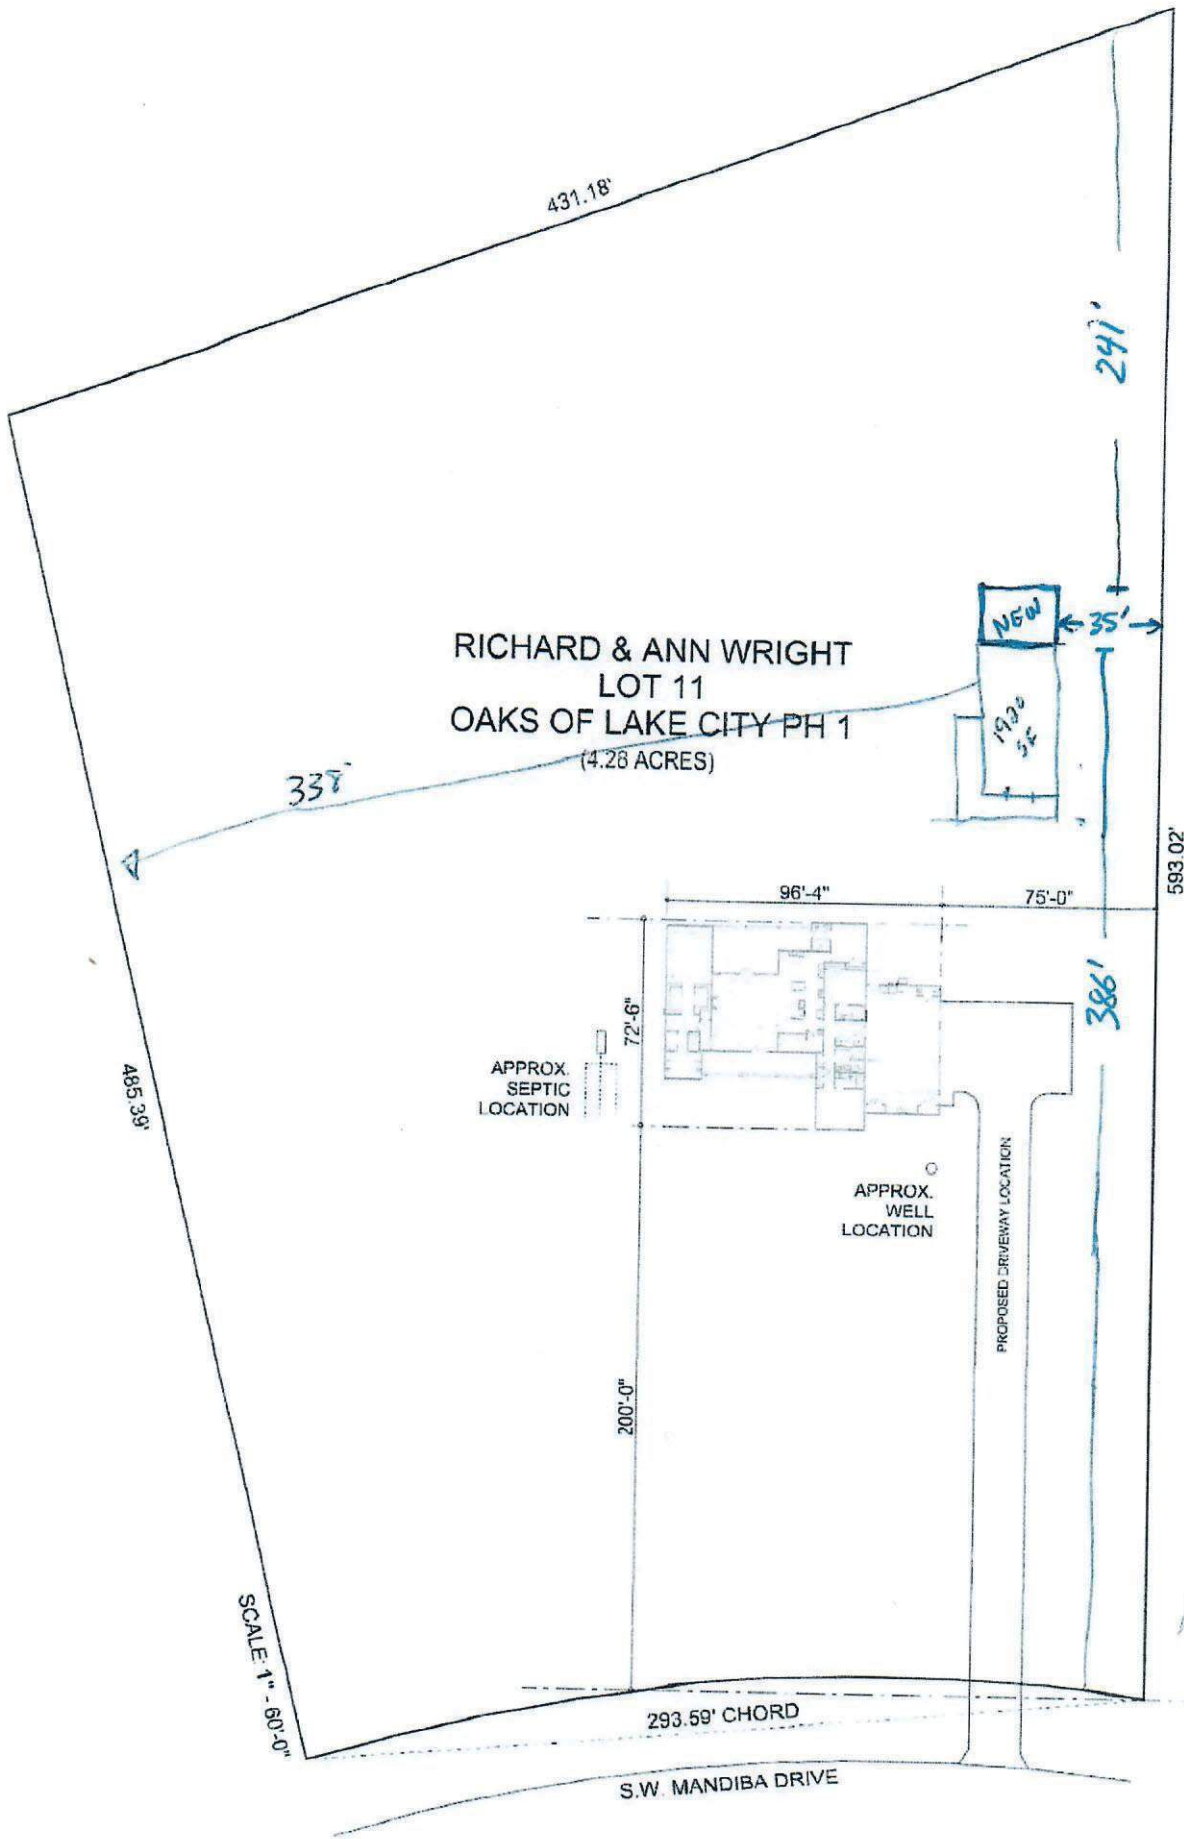 431.18'
241'
NEW
35'
RICHARD & ANN WRIGHT
LOT 11
OAKS OF LAKE CITY PH 1
(4.28 ACRES)
1920
SF
338'
593.02'
96'-4"
75'-0"
386'
72'-6"
APPROX.
SEPTIC
LOCATION
485.39'
APPROX.
WELL
LOCATION
PROPOSED DRIVEWAY LOCATION
200'-0"
SCALE: 1" - 60'-0"
293.59' CHORD
S.W. MANDIBA DRIVE